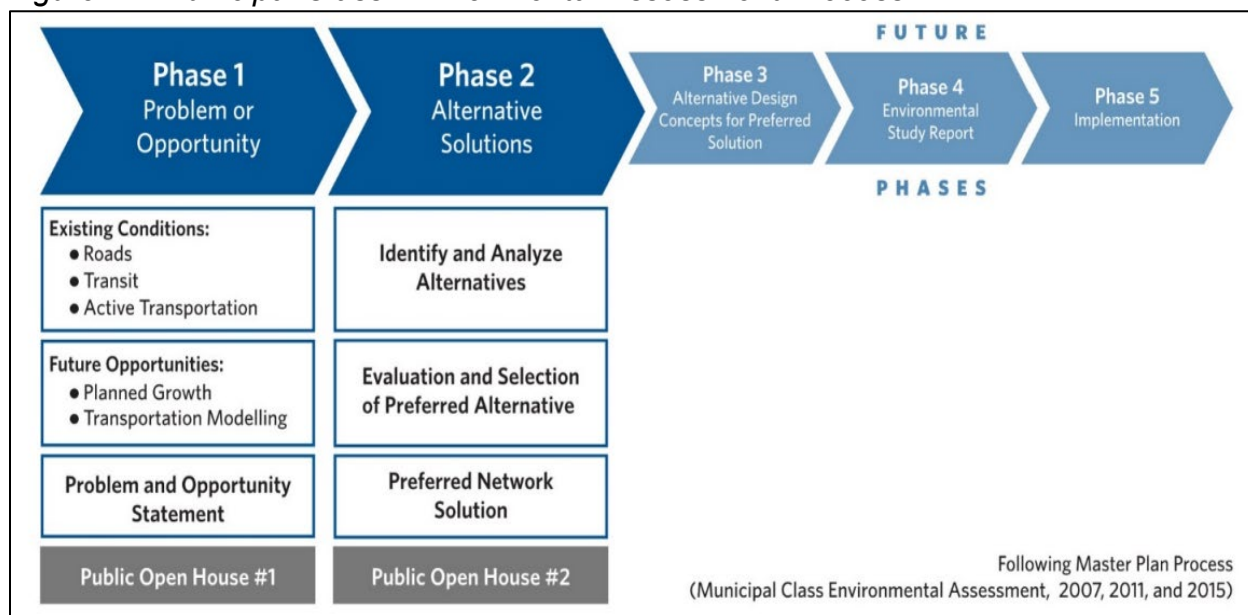 Phase 1
Problem or
Opportunity
Phase 2
Alternative
Solutions
FUTURE
Phase 3
Alternative Design
Concepts for Preferred
Solution
Phase 4
Environmental
Study Report
Phase 5
Implementation
PHASES
Existing Conditions:
● Roads
● Transit
● Active Transportation
Future Opportunities:
● Planned Growth
● Transportation Modelling
Problem and Opportunity
Statement
Public Open House #1
Identify and Analyze
Alternatives
Evaluation and Selection
of Preferred Alternative
Preferred Network
Solution
Public Open House #2
Following Master Plan Process
(Municipal Class Environmental Assessment, 2007, 2011, and 2015)